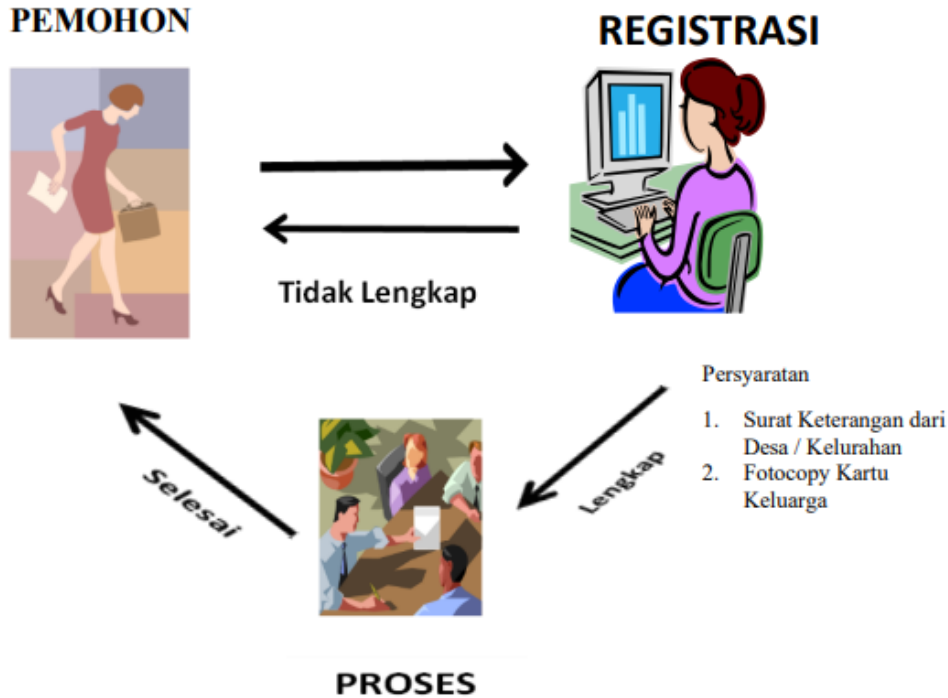 PEMOHON
REGISTRASI
Tidak Lengkap
Persyaratan
1. Surat Keterangan dari
Desa / Kelurahan
2. Fotocopy Kartu
Keluarga
Lengkap
Selesai
PROSES